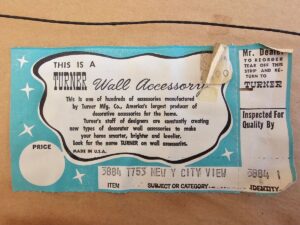 THIS IS A
TURNER Wall Accessory
This is one of hundreds of accessories manufactured
by Turner Mfg. Co., America's largest producer of
decorative accessories for the home.
Turner's staff of designers are constantly creating
new types of decorator wall accessories to make
your home smarter, brighter and lovelier.
Look for the name TURNER on wall accessories.
MADE IN U.S.A.
PRICE
3884 1753 NEW Y CITY VIEW
ITEM SUBJECT OR CATEGORY
Mr. Dealer
TO REORDER
TEAR OFF THIS
STRIP AND RE-
TURN TO
TURNER
Inspected For
Quality By
3884 1
IDENTITY